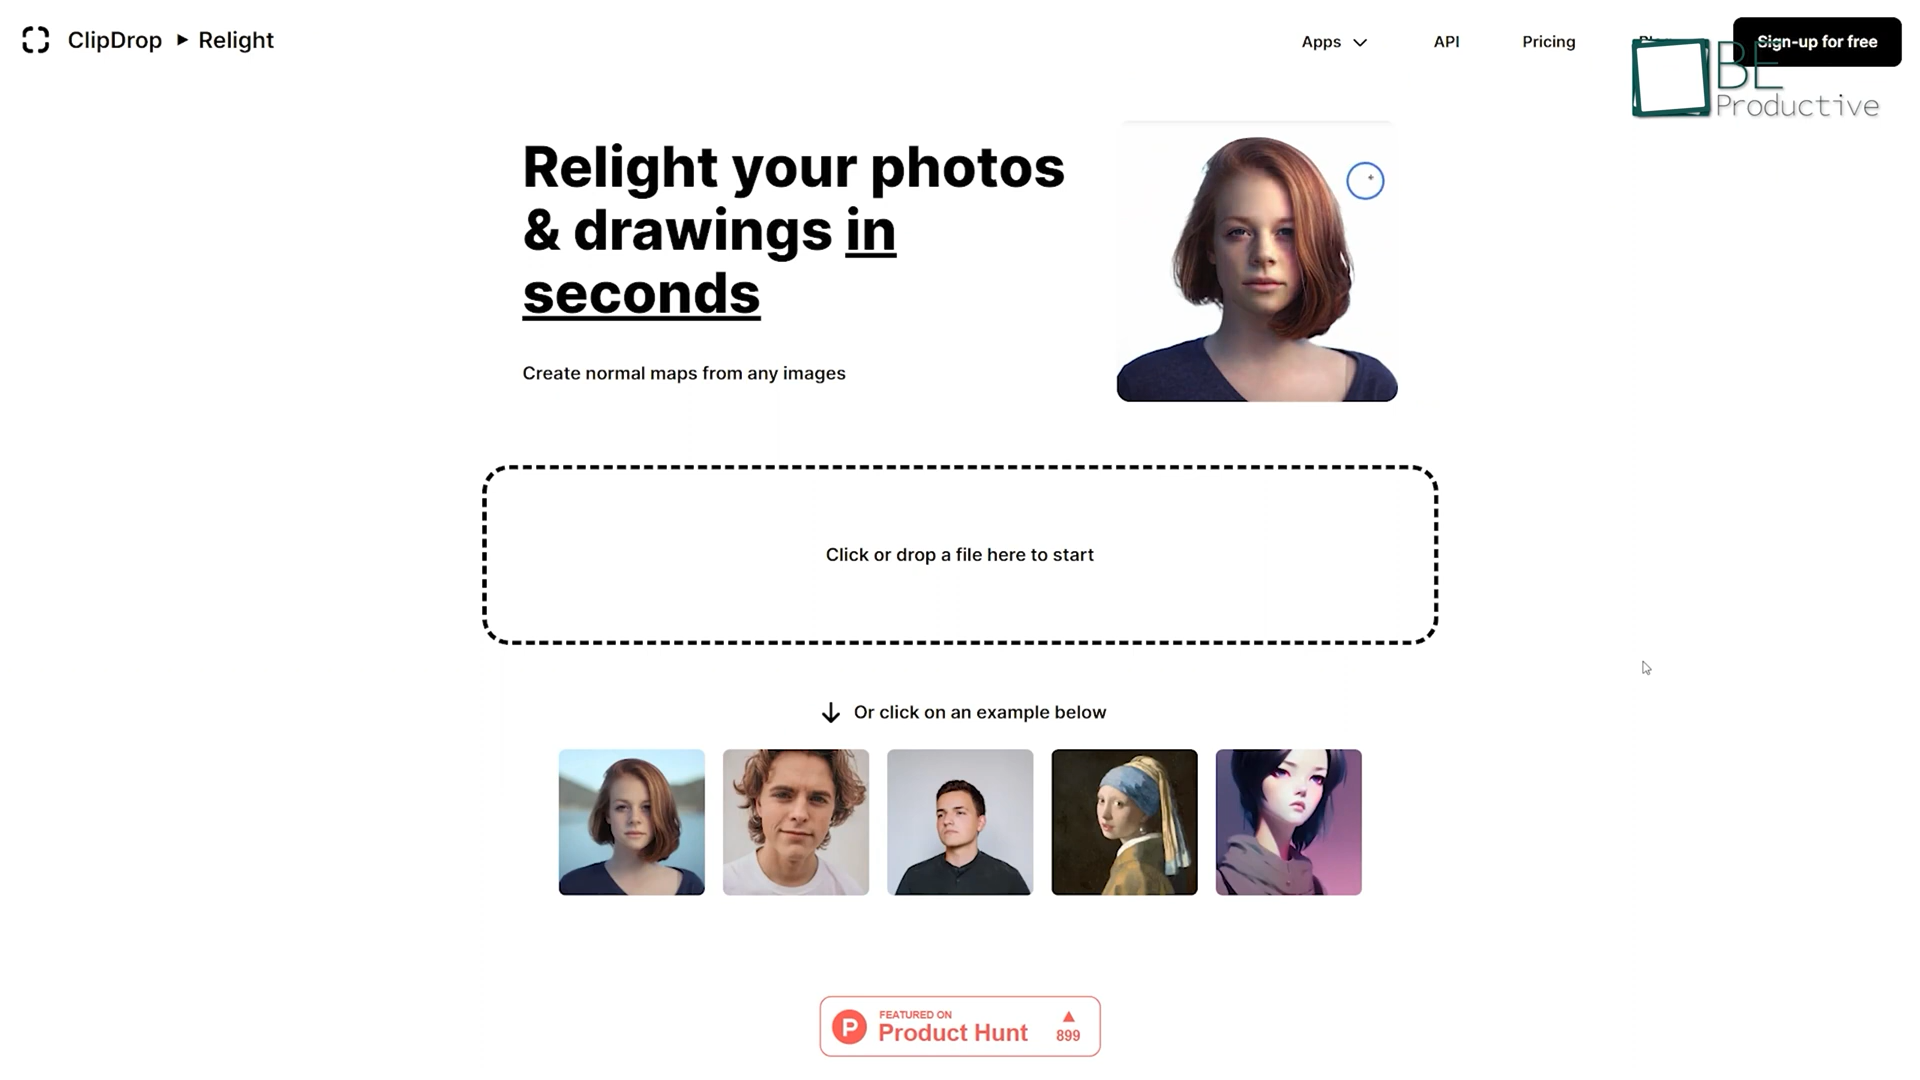 ClipDrop ▶ Relight
Apps
API
Pricing
Blog
Sign-up for free
BE
Productive
Relight your photos
& drawings in
seconds
Create normal maps from any images
Click or drop a file here to start
Or click on an example below
P
FEATURED ON
Product Hunt
899